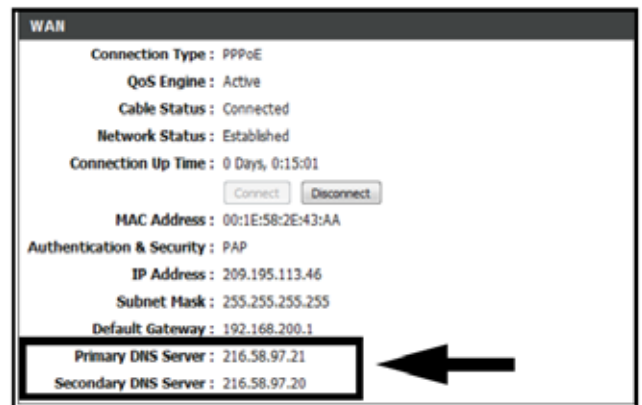 WAN
Connection Type : PPPoE
QoS Engine : Active
Cable Status : Connected
Network Status : Established
Connection Up Time : 0 Days, 0:15:01
Connect Disconnect
MAC Address : 00:1E:58:2E:43:AA
Authentication & Security : PAP
IP Address : 209.195.113.46
Subnet Mask : 255.255.255.255
Default Gateway : 192.168.200.1
Primary DNS Server : 216.58.97.21
Secondary DNS Server : 216.58.97.20